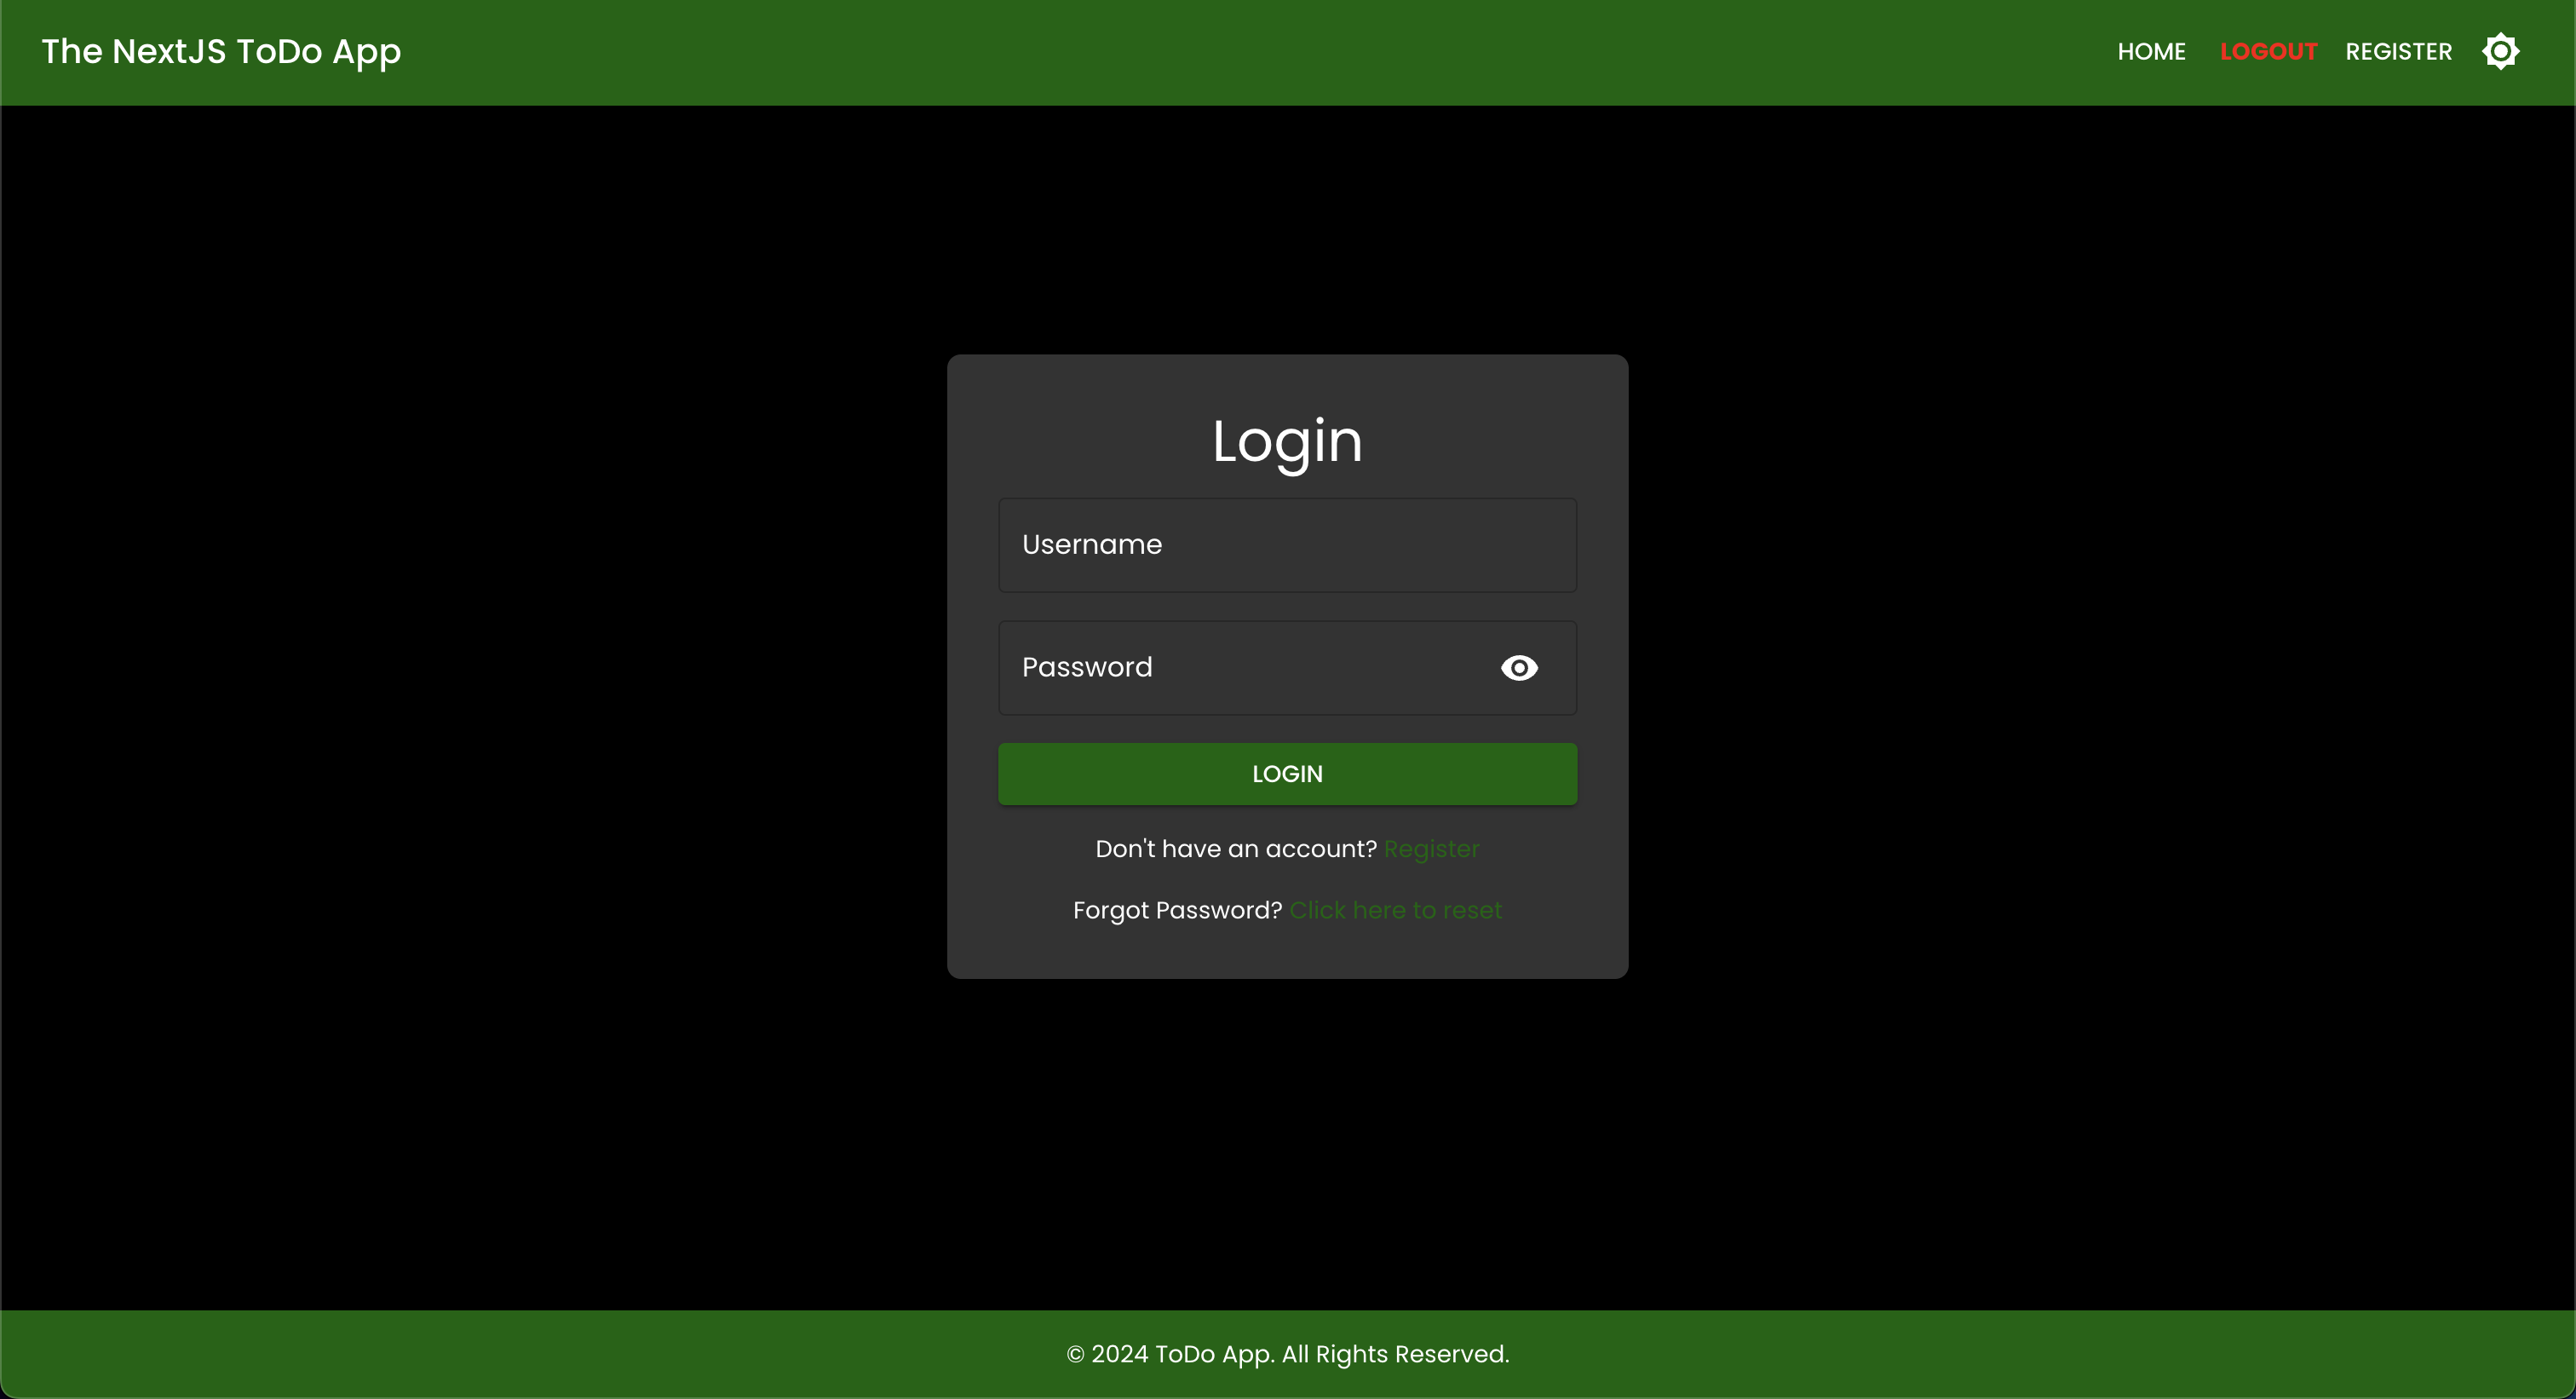 The NextJS ToDo App
HOME LOGOUT REGISTER
Login
Username
Password
LOGIN
Don't have an account? Register
Forgot Password? Click here to reset
© 2024 ToDo App. All Rights Reserved.